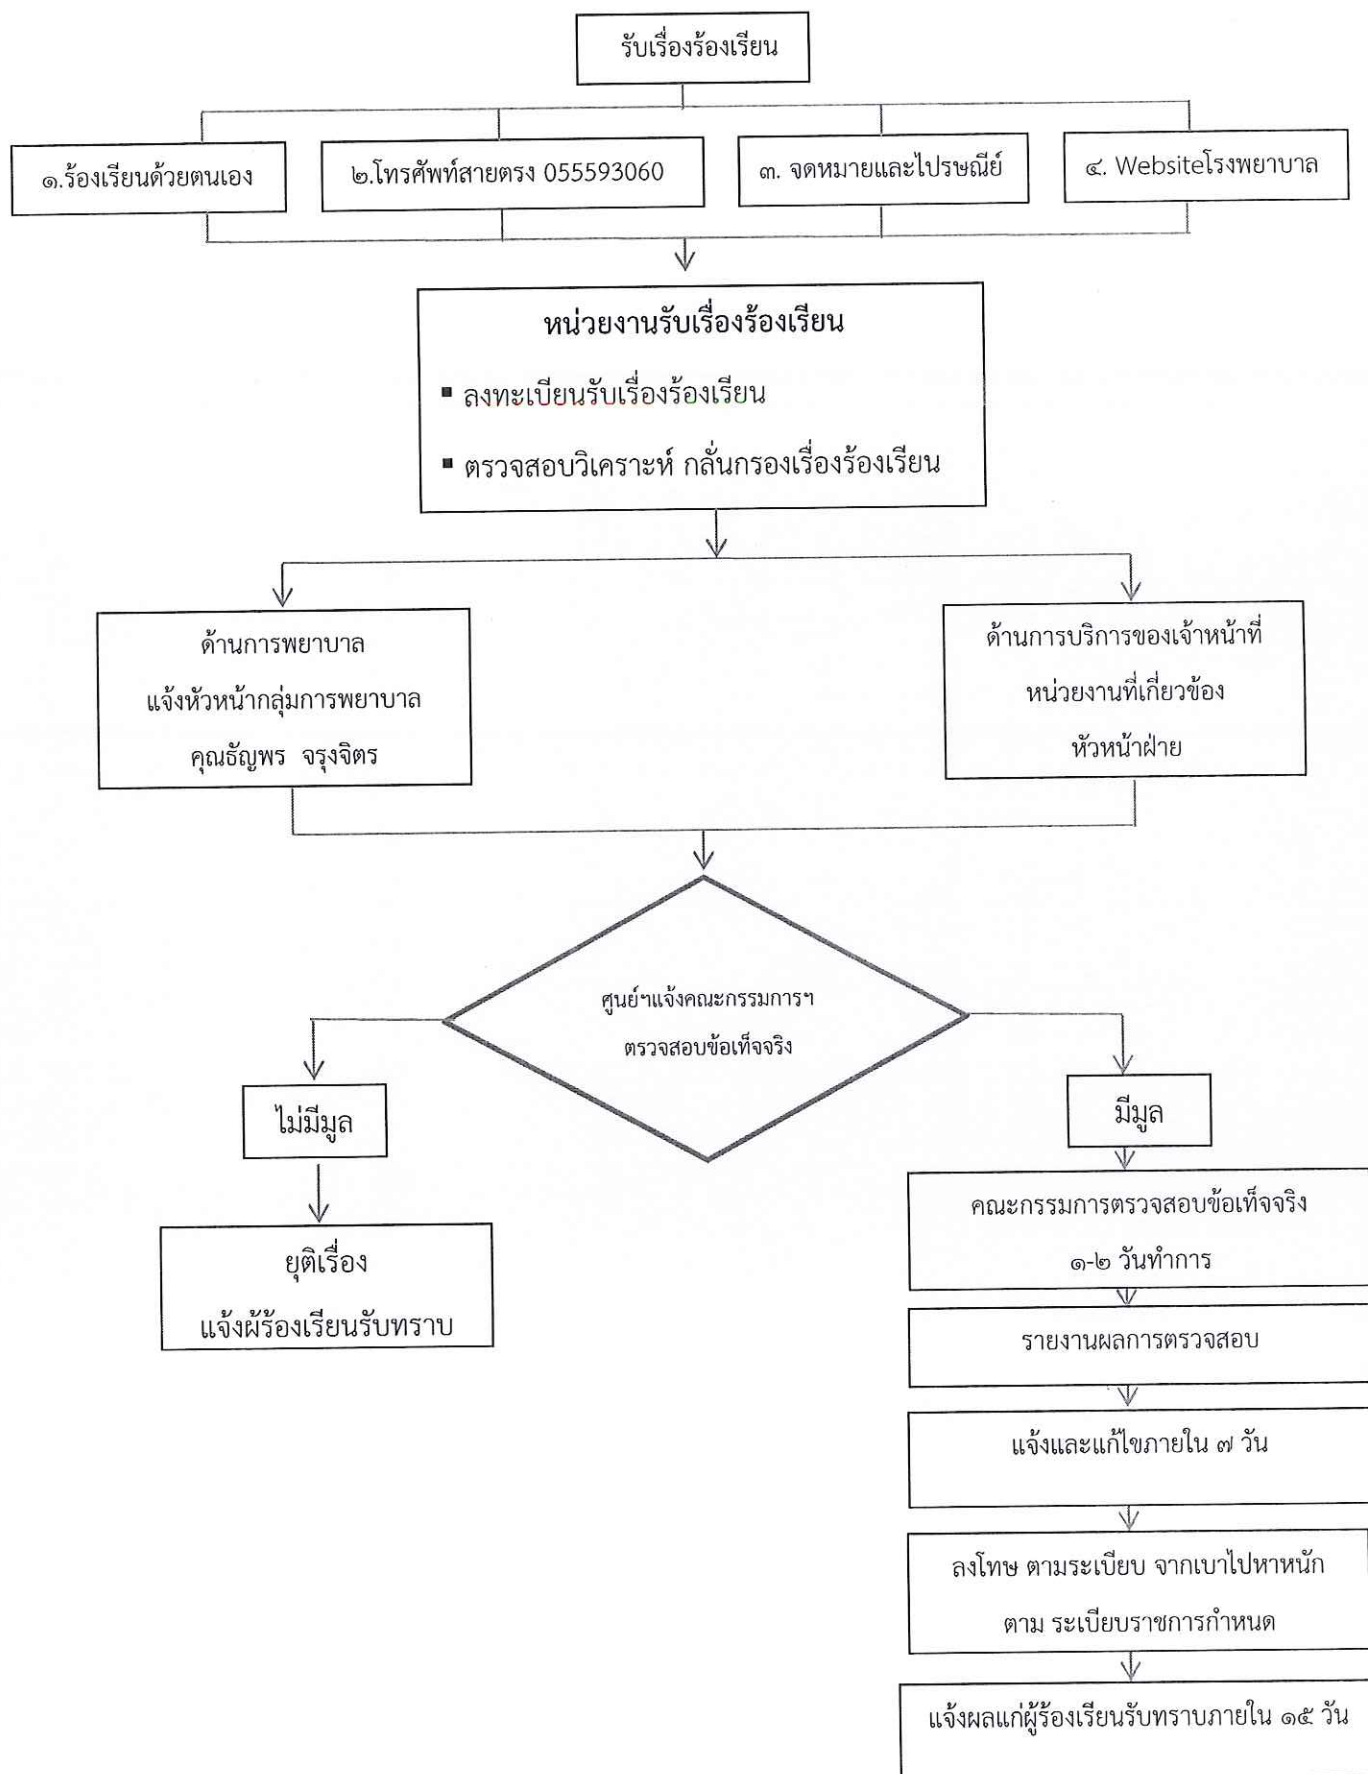 รับเรื่องร้องเรียน
๑.ร้องเรียนด้วยตนเอง
๒.โทรศัพท์สายตรง 055593060
๓. จดหมายและไปรษณีย์
๔. Websiteโรงพยาบาล
หน่วยงานรับเรื่องร้องเรียน
▪ ลงทะเบียนรับเรื่องร้องเรียน
▪ ตรวจสอบวิเคราะห์ กลั่นกรองเรื่องร้องเรียน
ด้านการพยาบาล
แจ้งหัวหน้ากลุ่มการพยาบาล
คุณธัญพร จรุงจิตร
ด้านการบริการของเจ้าหน้าที่
หน่วยงานที่เกี่ยวข้อง
หัวหน้าฝ่าย
ศูนย์ฯแจ้งคณะกรรมการฯ
ตรวจสอบข้อเท็จจริง
ไม่มีมูล
ยุติเรื่อง
แจ้งผ้ร้องเรียนรับทราบ
มีมูล
คณะกรรมการตรวจสอบข้อเท็จจริง
๑-๒ วันทำการ
รายงานผลการตรวจสอบ
แจ้งและแก้ไขภายใน ๗ วัน
ลงโทษ ตามระเบียบ จากเบาไปหาหนัก
ตาม ระเบียบราชการกำหนด
แจ้งผลแก่ผู้ร้องเรียนรับทราบภายใน ๑๕ วัน